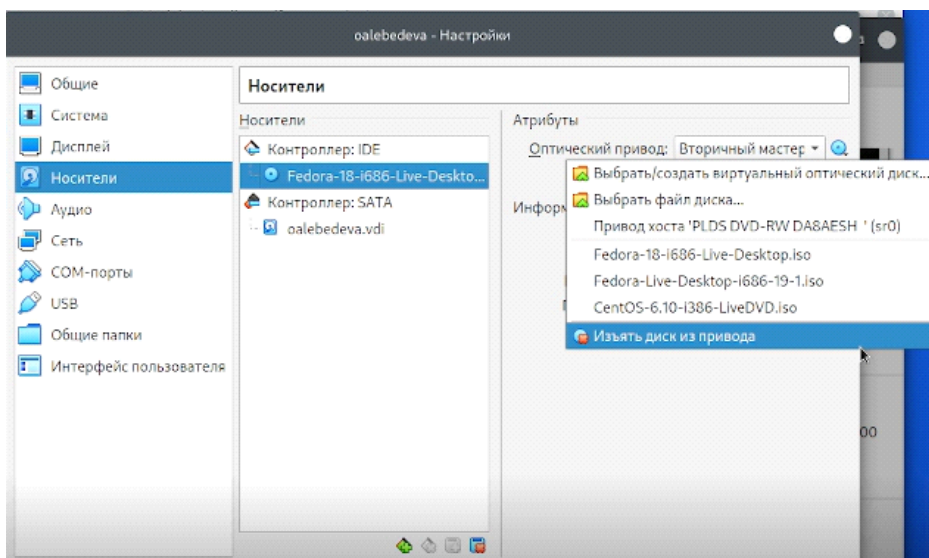 oalebedeva - Настройки
Общие
Система
Дисплей
Носители
Аудио
Сеть
COM-порты
USB
Общие папки
Интерфейс пользователя
Носители
Носители
Контроллер: IDE
Fedora-18-i686-Live-Deskto...
Контроллер: SATA
oalebedeva.vdi
Атрибуты
Оптический привод: Вторичный мастер
Выбрать/создать виртуальный оптический диск...
Выбрать файл диска...
Привод хоста 'PLDS DVD-RW DA8AESH ' (sr0)
Fedora-18-i686-Live-Desktop.iso
Fedora-Live-Desktop-i686-19-1.iso
CentOS-6.10-i386-LiveDVD.iso
Изъять диск из привода
00